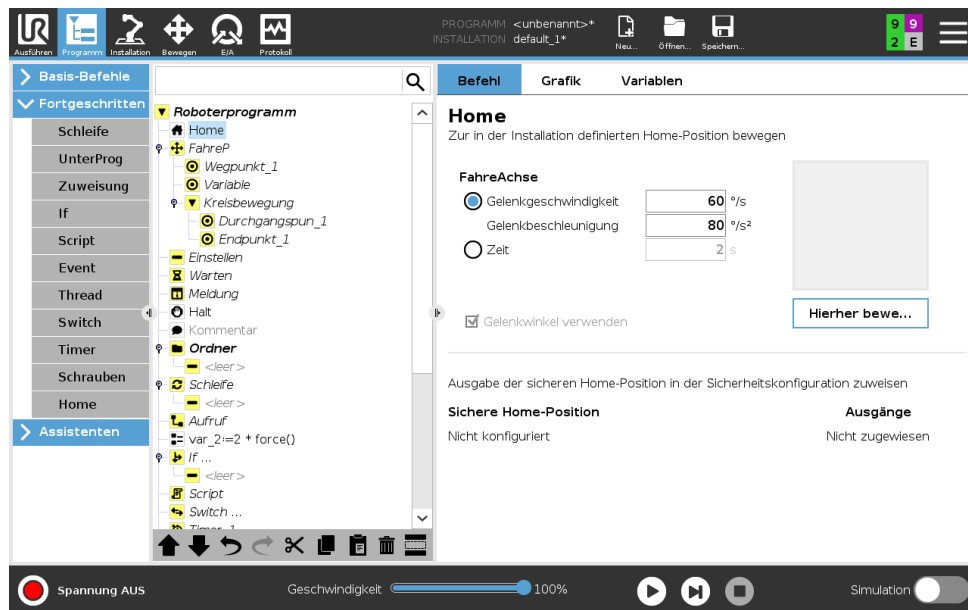 PROGRAMM <unbenannt>*
INSTALLATION default_1*
Ausführen Programm Installation Bewegen E/A Protokoll
Neu... Öffnen... Speichern...
9 9
2 E
Basis-Befehle
Fortgeschritten
Schleife
UnterProg
Zuweisung
If
Script
Event
Thread
Switch
Timer
Schrauben
Home
Assistenten
Roboterprogramm
Home
FahreP
Wegpunkt_1
Variable
Kreisbewegung
Durchgangspun_1
Endpunkt_1
Einstellen
Warten
Meldung
Halt
Kommentar
Ordner
<leer>
Schleife
<leer>
Aufruf
var_2:=2 * force()
If ...
<leer>
Script
Switch ...
Timer_1
Befehl Grafik Variablen
Home
Zur in der Installation definierten Home-Position bewegen
FahreAchse
Gelenkgeschwindigkeit 60 °/s
Gelenkbeschleunigung 80 °/s²
Zeit 2 s
Gelenkwinkel verwenden
Hierher bewe...
Ausgabe der sicheren Home-Position in der Sicherheitskonfiguration zuweisen
Sichere Home-Position Ausgänge
Nicht konfiguriert Nicht zugewiesen
Spannung AUS
Geschwindigkeit 100%
Simulation